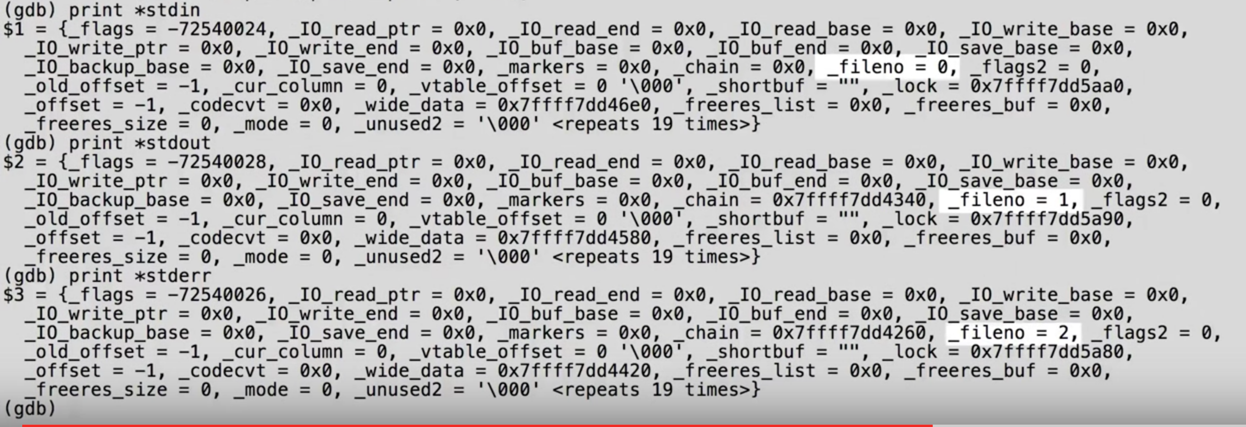 (gdb) print *stdin
$1 = {_flags = -72540024, _IO_read_ptr = 0x0, _IO_read_end = 0x0, _IO_read_base = 0x0, _IO_write_base = 0x0,
_IO_write_ptr = 0x0, _IO_write_end = 0x0, _IO_buf_base = 0x0, _IO_buf_end = 0x0, _IO_save_base = 0x0,
_IO_backup_base = 0x0, _IO_save_end = 0x0, _markers = 0x0, _chain = 0x0, _fileno = 0, _flags2 = 0,
_old_offset = -1, _cur_column = 0, _vtable_offset = 0 '\000', _shortbuf = "", _lock = 0x7ffff7dd5aa0,
_offset = -1, _codecvt = 0x0, _wide_data = 0x7ffff7dd46e0, _freeres_list = 0x0, _freeres_buf = 0x0,
_freeres_size = 0, _mode = 0, _unused2 = '\000' <repeats 19 times>}
(gdb) print *stdout
$2 = {_flags = -72540028, _IO_read_ptr = 0x0, _IO_read_end = 0x0, _IO_read_base = 0x0, _IO_write_base = 0x0,
_IO_write_ptr = 0x0, _IO_write_end = 0x0, _IO_buf_base = 0x0, _IO_buf_end = 0x0, _IO_save_base = 0x0,
_IO_backup_base = 0x0, _IO_save_end = 0x0, _markers = 0x0, _chain = 0x7ffff7dd4340, _fileno = 1, _flags2 = 0,
_old_offset = -1, _cur_column = 0, _vtable_offset = 0 '\000', _shortbuf = "", _lock = 0x7ffff7dd5a90,
_offset = -1, _codecvt = 0x0, _wide_data = 0x7ffff7dd4580, _freeres_list = 0x0, _freeres_buf = 0x0,
_freeres_size = 0, _mode = 0, _unused2 = '\000' <repeats 19 times>}
(gdb) print *stderr
$3 = {_flags = -72540026, _IO_read_ptr = 0x0, _IO_read_end = 0x0, _IO_read_base = 0x0, _IO_write_base = 0x0,
_IO_write_ptr = 0x0, _IO_write_end = 0x0, _IO_buf_base = 0x0, _IO_buf_end = 0x0, _IO_save_base = 0x0,
_IO_backup_base = 0x0, _IO_save_end = 0x0, _markers = 0x0, _chain = 0x7ffff7dd4260, _fileno = 2, _flags2 = 0,
_old_offset = -1, _cur_column = 0, _vtable_offset = 0 '\000', _shortbuf = "", _lock = 0x7ffff7dd5a80,
_offset = -1, _codecvt = 0x0, _wide_data = 0x7ffff7dd4420, _freeres_list = 0x0, _freeres_buf = 0x0,
_freeres_size = 0, _mode = 0, _unused2 = '\000' <repeats 19 times>}
(gdb)